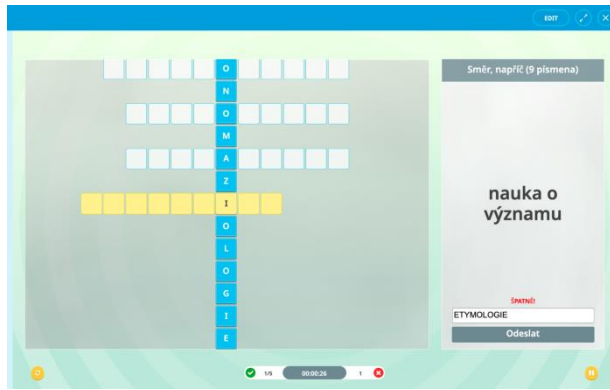 EDIT
Směr, napříč (9 písmena)
O
N
O
M
A
Z
I
O
L
O
G
I
E
nauka o
významu
ŠPATNĚ!
ETYMOLOGIE
Odeslat
1/5 00:00:26 1